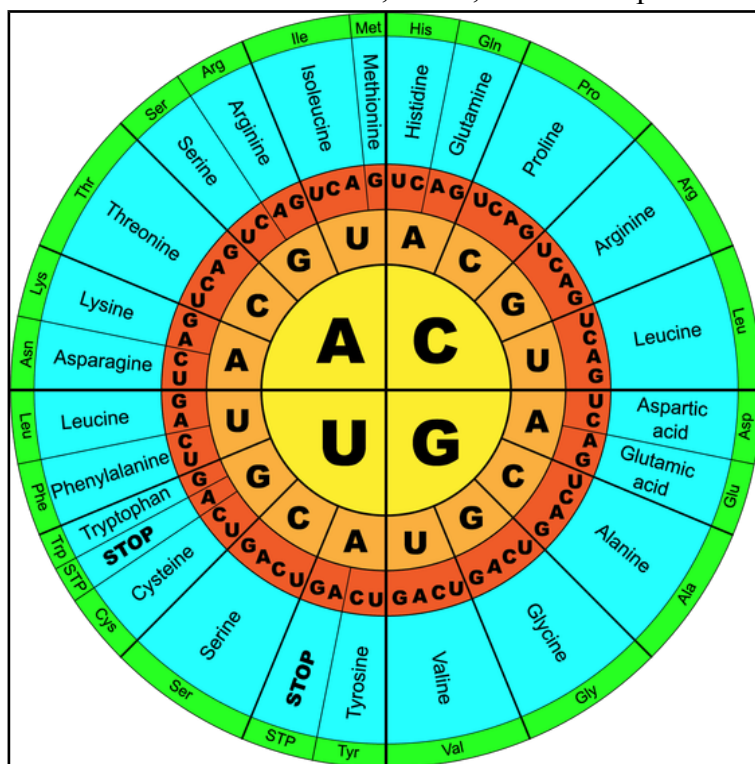 His
Gln
Pro
Arg
Leu
Asp
Glu
Ala
Gly
Val
Tyr
STP
Ser
Cys
STP
Trp
Phe
Leu
Asn
Lys
Thr
Ser
Arg
Ile
Met
Histidine
Glutamine
Proline
Arginine
Leucine
Aspartic
acid
Glutamic
acid
Alanine
Glycine
Valine
Tyrosine
STOP
Serine
Cysteine
STOP
Tryptophan
Phenylalanine
Leucine
Asparagine
Lysine
Threonine
Serine
Arginine
Isoleucine
Methionine
U C A G U C A G U C A G U C A G
U C A G U C A G U C A G U C A G
U C A G U C A G U C A G U C A G
U C A G U C A G U C A G U C A G
A C G U
A C G U
A C G U
A C G U
A C
U G